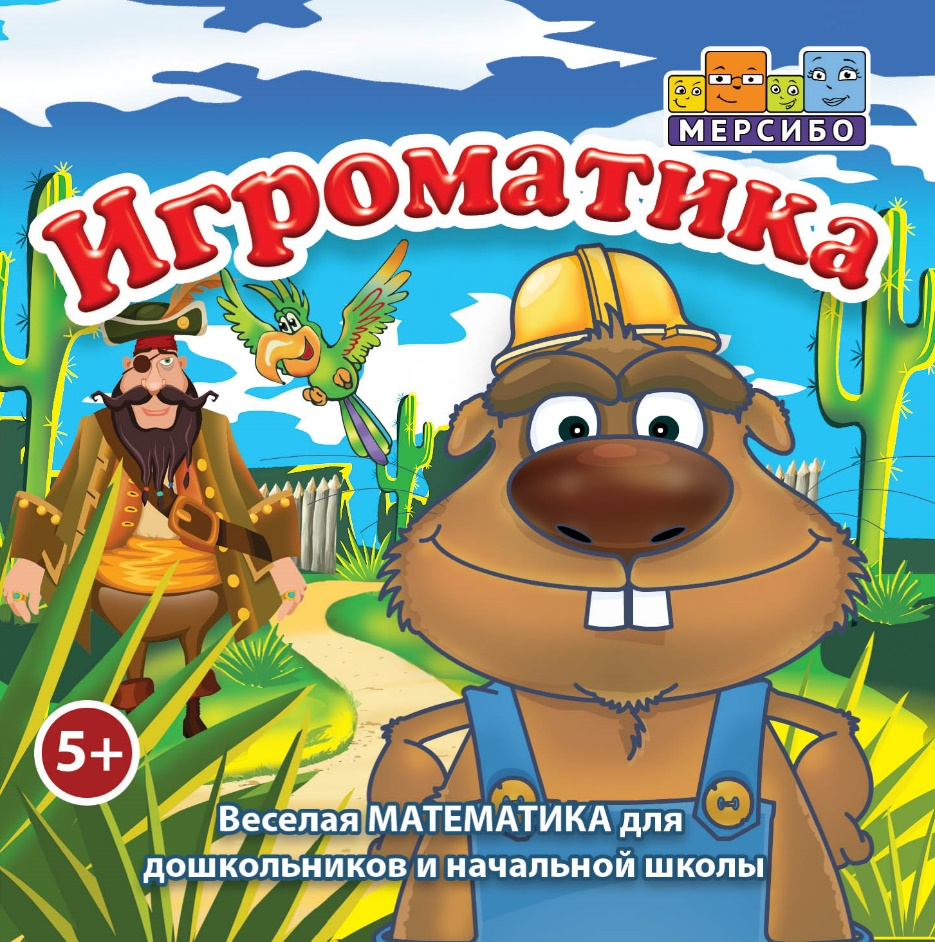 МЕРСИБО
Игроматика
5+
Веселая МАТЕМАТИКА для
дошкольников и начальной школы